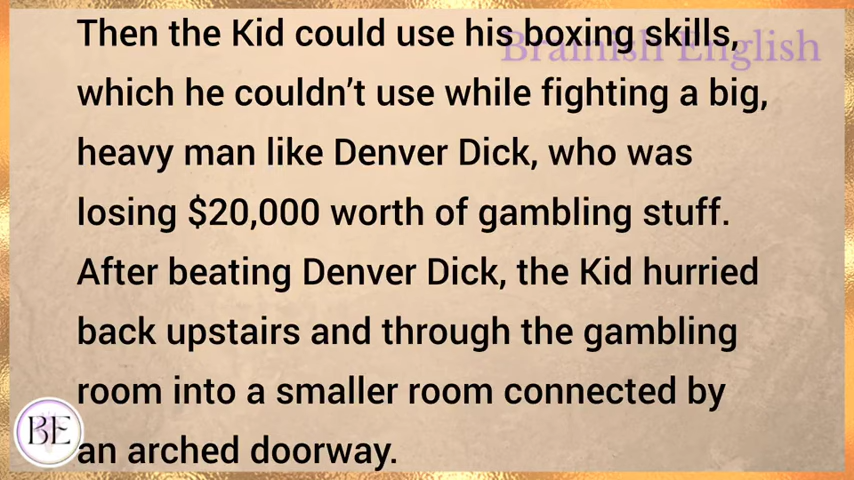 Brainish English
Then the Kid could use his boxing skills,
which he couldn’t use while fighting a big,
heavy man like Denver Dick, who was
losing $20,000 worth of gambling stuff.
After beating Denver Dick, the Kid hurried
back upstairs and through the gambling
room into a smaller room connected by
an arched doorway.
BE